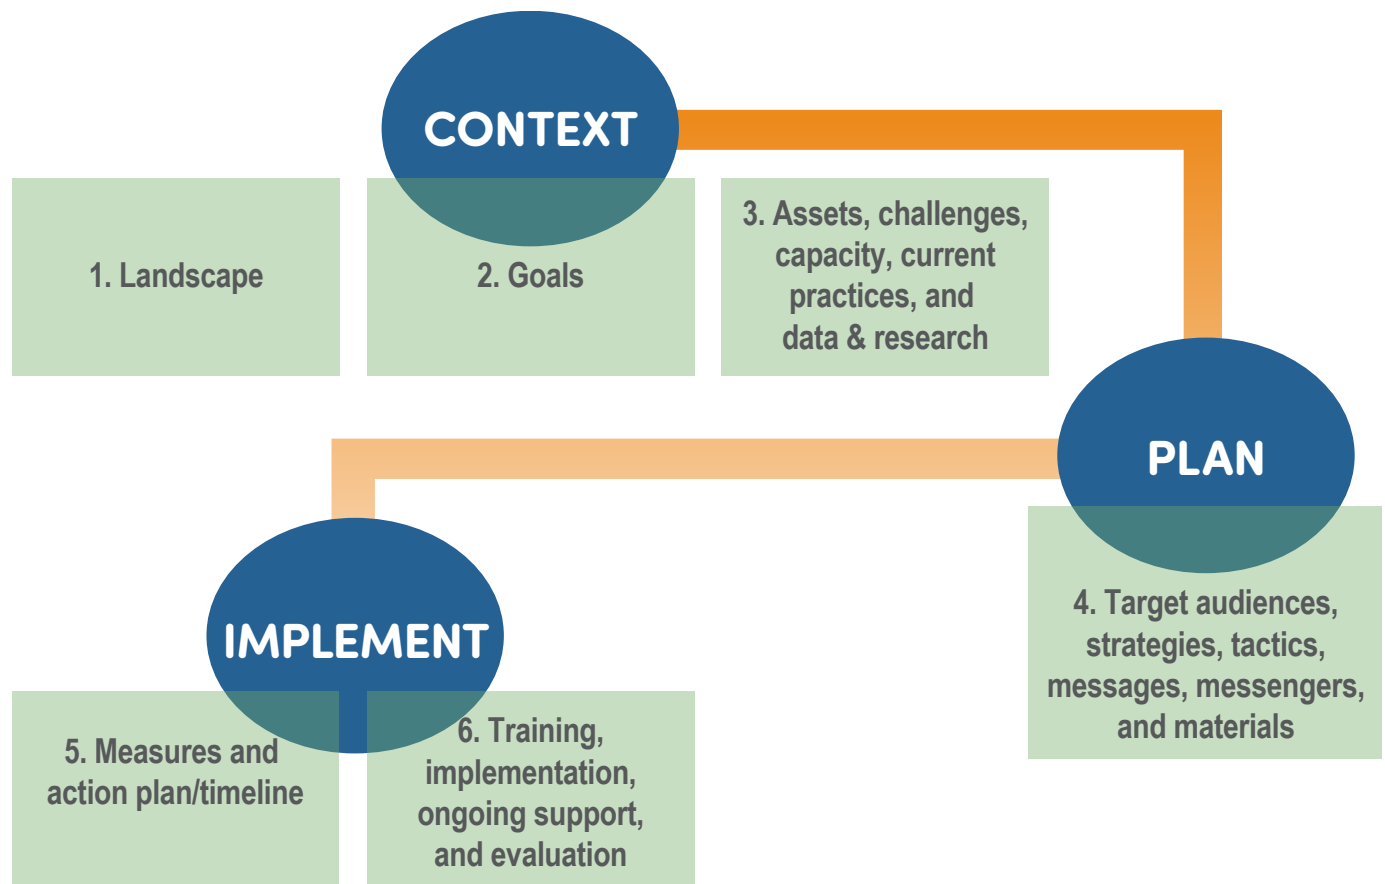 CONTEXT
1. Landscape
2. Goals
3. Assets, challenges,
capacity, current
practices, and
data & research
PLAN
4. Target audiences,
strategies, tactics,
messages, messengers,
and materials
IMPLEMENT
5. Measures and
action plan/timeline
6. Training,
implementation,
ongoing support,
and evaluation